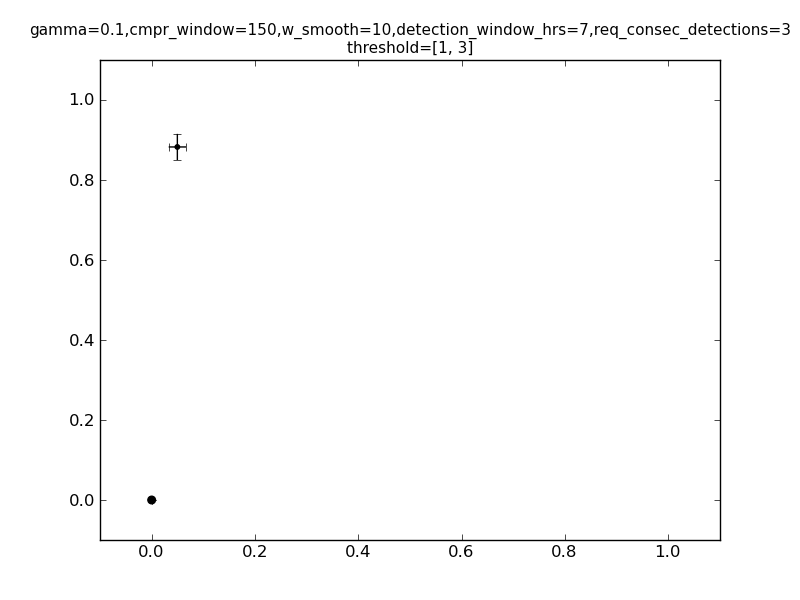 gamma=0.1,cmpr_window=150,w_smooth=10,detection_window_hrs=7,req_consec_detections=3
threshold=[1, 3]
1.0
0.8
0.6
0.4
0.2
0.0
0.0 0.2 0.4 0.6 0.8 1.0